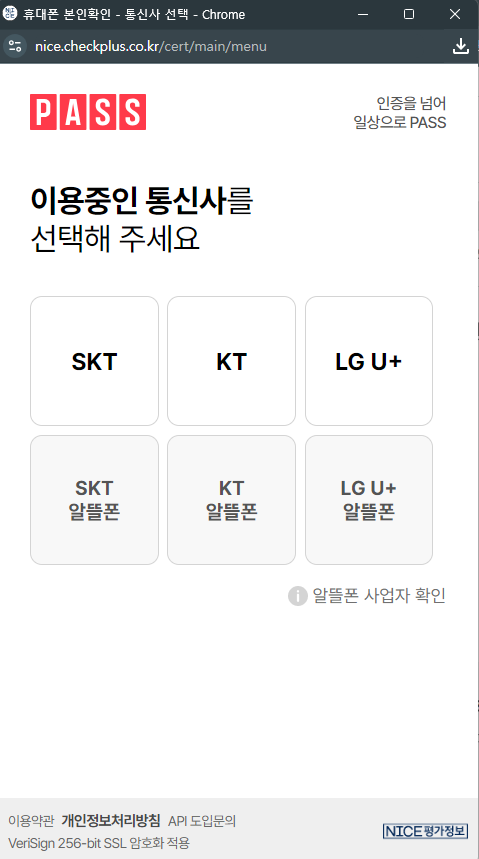 휴대폰 본인확인 - 통신사 선택 - Chrome
nice.checkplus.co.kr/cert/main/menu
PASS
인증을 넘어
일상으로 PASS
이용중인 통신사를
선택해 주세요
SKT
KT
LG U+
SKT
알뜰폰
KT
알뜰폰
LG U+
알뜰폰
알뜰폰 사업자 확인
이용약관 개인정보처리방침 API 도입문의
VeriSign 256-bit SSL 암호화 적용
NICE평가정보